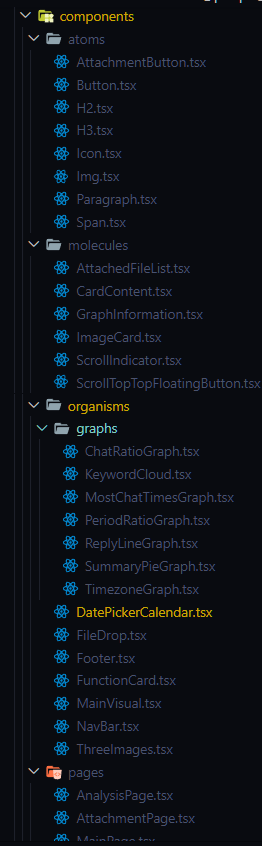 components
atoms
AttachmentButton.tsx
Button.tsx
H2.tsx
H3.tsx
Icon.tsx
Img.tsx
Paragraph.tsx
Span.tsx
molecules
AttachedFileList.tsx
CardContent.tsx
GraphInformation.tsx
ImageCard.tsx
ScrollIndicator.tsx
ScrollTopTopFloatingButton.tsx
organisms
graphs
ChatRatioGraph.tsx
KeywordCloud.tsx
MostChatTimesGraph.tsx
PeriodRatioGraph.tsx
ReplyLineGraph.tsx
SummaryPieGraph.tsx
TimezoneGraph.tsx
DatePickerCalendar.tsx
FileDrop.tsx
Footer.tsx
FunctionCard.tsx
MainVisual.tsx
NavBar.tsx
ThreeImages.tsx
pages
AnalysisPage.tsx
AttachmentPage.tsx
MainPage.tsx